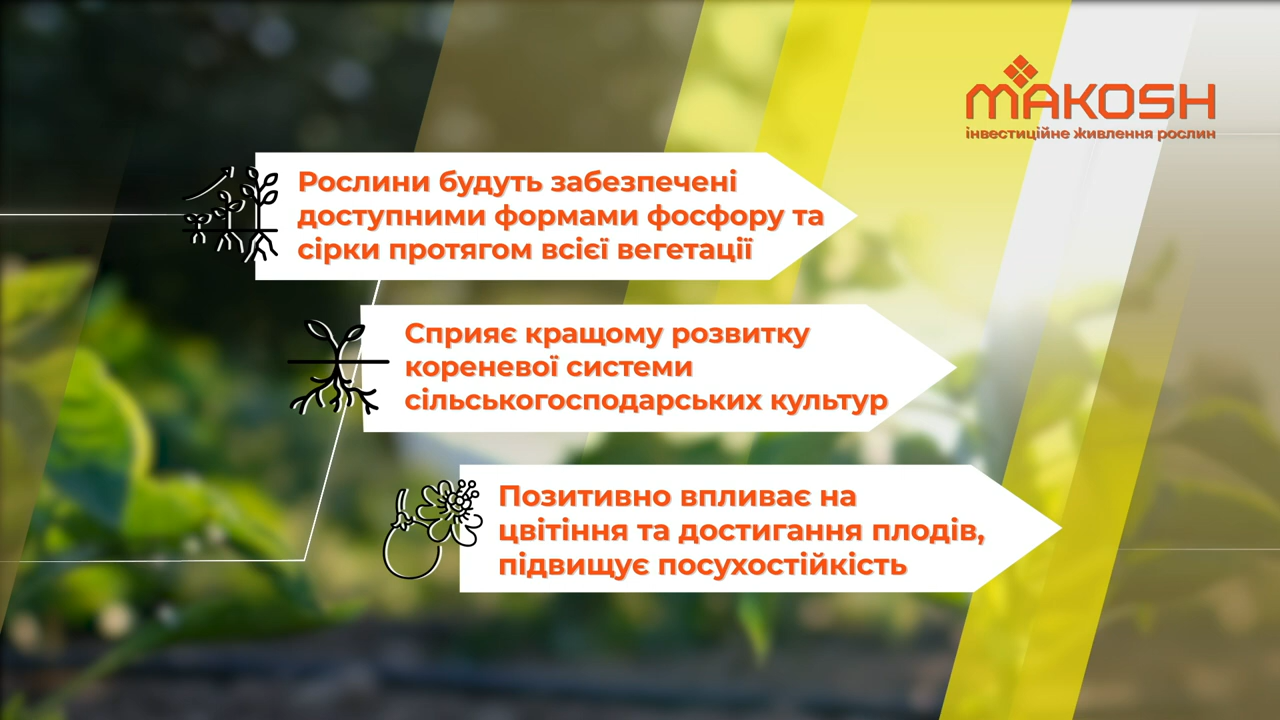 MAKOSH
інвестиційне живлення рослин
Рослини будуть забезпечені
доступними формами фосфору та
сірки протягом всієї вегетації
Сприяє кращому розвитку
кореневої системи
сільськогосподарських культур
Позитивно впливає на
цвітіння та достигання плодів,
підвищує посухостійкість